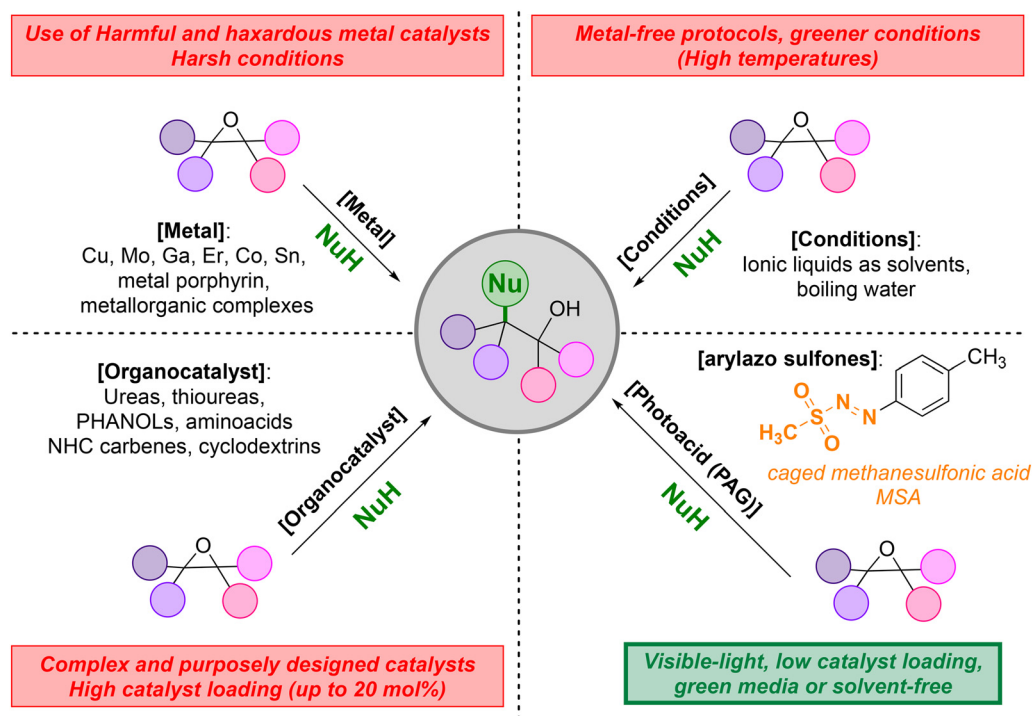 Use of Harmful and haxardous metal catalysts
Harsh conditions
O
[Metal]
NuH
[Metal]:
Cu, Mo, Ga, Er, Co, Sn,
metal porphyrin,
metallorganic complexes
Metal-free protocols, greener conditions
(High temperatures)
O
[Conditions]
NuH
[Conditions]:
Ionic liquids as solvents,
boiling water
Nu
OH
[Organocatalyst]:
Ureas, thioureas,
PHANOLs, aminoacids
NHC carbenes, cyclodextrins
[Organocatalyst]
NuH
O
Complex and purposely designed catalysts
High catalyst loading (up to 20 mol%)
[arylazo sulfones]:
CH3
O
N
S
N
H3C
O
caged methanesulfonic acid
MSA
[Photoacid (PAG)]
NuH
O
Visible-light, low catalyst loading,
green media or solvent-free